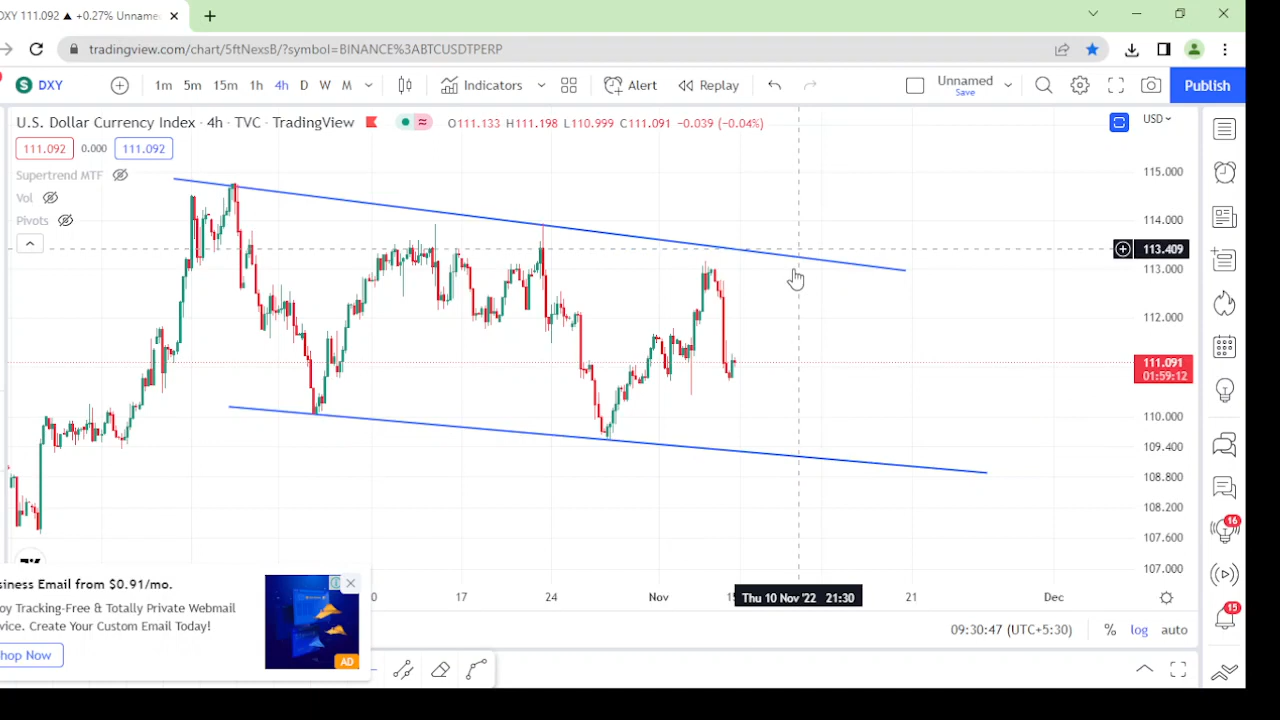 DXY 111.092 ▲ +0.27% Unname
tradingview.com/chart/5ftNexsB/?symbol=BINANCE%3ABTCUSDTPERP
S DXY 1m 5m 15m 1h 4h D W M Indicators Alert Replay Unnamed Save Publish
U.S. Dollar Currency Index · 4h · TVC · TradingView O111.133 H111.198 L110.999 C111.091 −0.039 (−0.04%) USD
111.092 0.000 111.092
Supertrend MTF
Vol
Pivots
115.000
114.000
113.409
113.000
112.000
111.091
01:59:12
110.000
109.400
108.800
108.200
107.600
107.000
16
15
siness Email from $0.91/mo.
oy Tracking-Free & Totally Private Webmail
vice. Create Your Custom Email Today!
hop Now
AD
0 17 24 Nov Thu 10 Nov '22 21:30 21 Dec
09:30:47 (UTC+5:30) % log auto